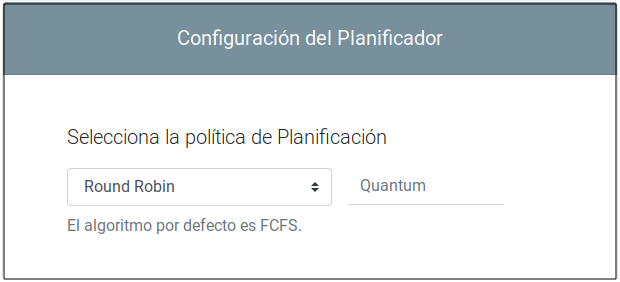 Configuración del Planificador
Selecciona la política de Planificación
Round Robin
Quantum
El algoritmo por defecto es FCFS.